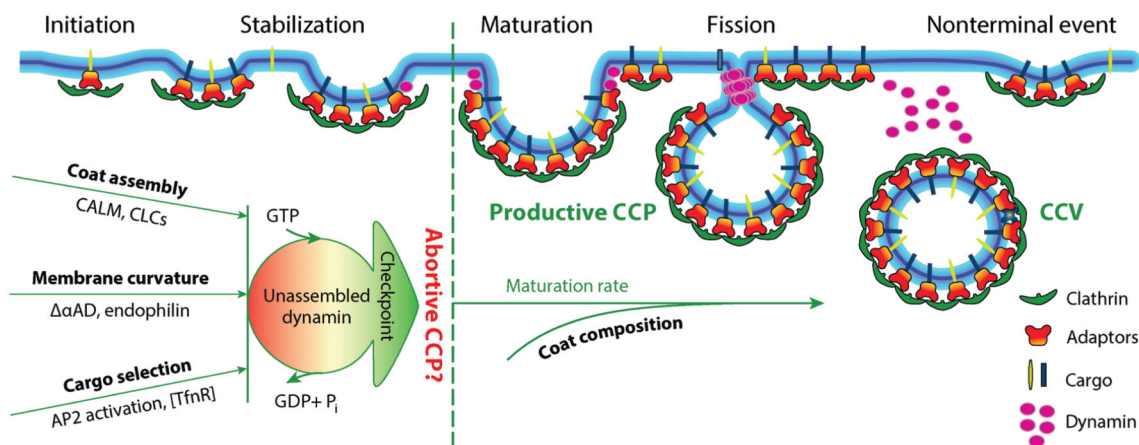 Initiation
Stabilization
Maturation
Fission
Nonterminal event
Coat assembly
CALM, CLCs
Membrane curvature
ΔαAD, endophilin
Cargo selection
AP2 activation, [TfnR]
GTP
Unassembled
dynamin
GDP+ Pi
Checkpoint
Abortive CCP?
Productive CCP
Maturation rate
Coat composition
CCV
Clathrin
Adaptors
Cargo
Dynamin